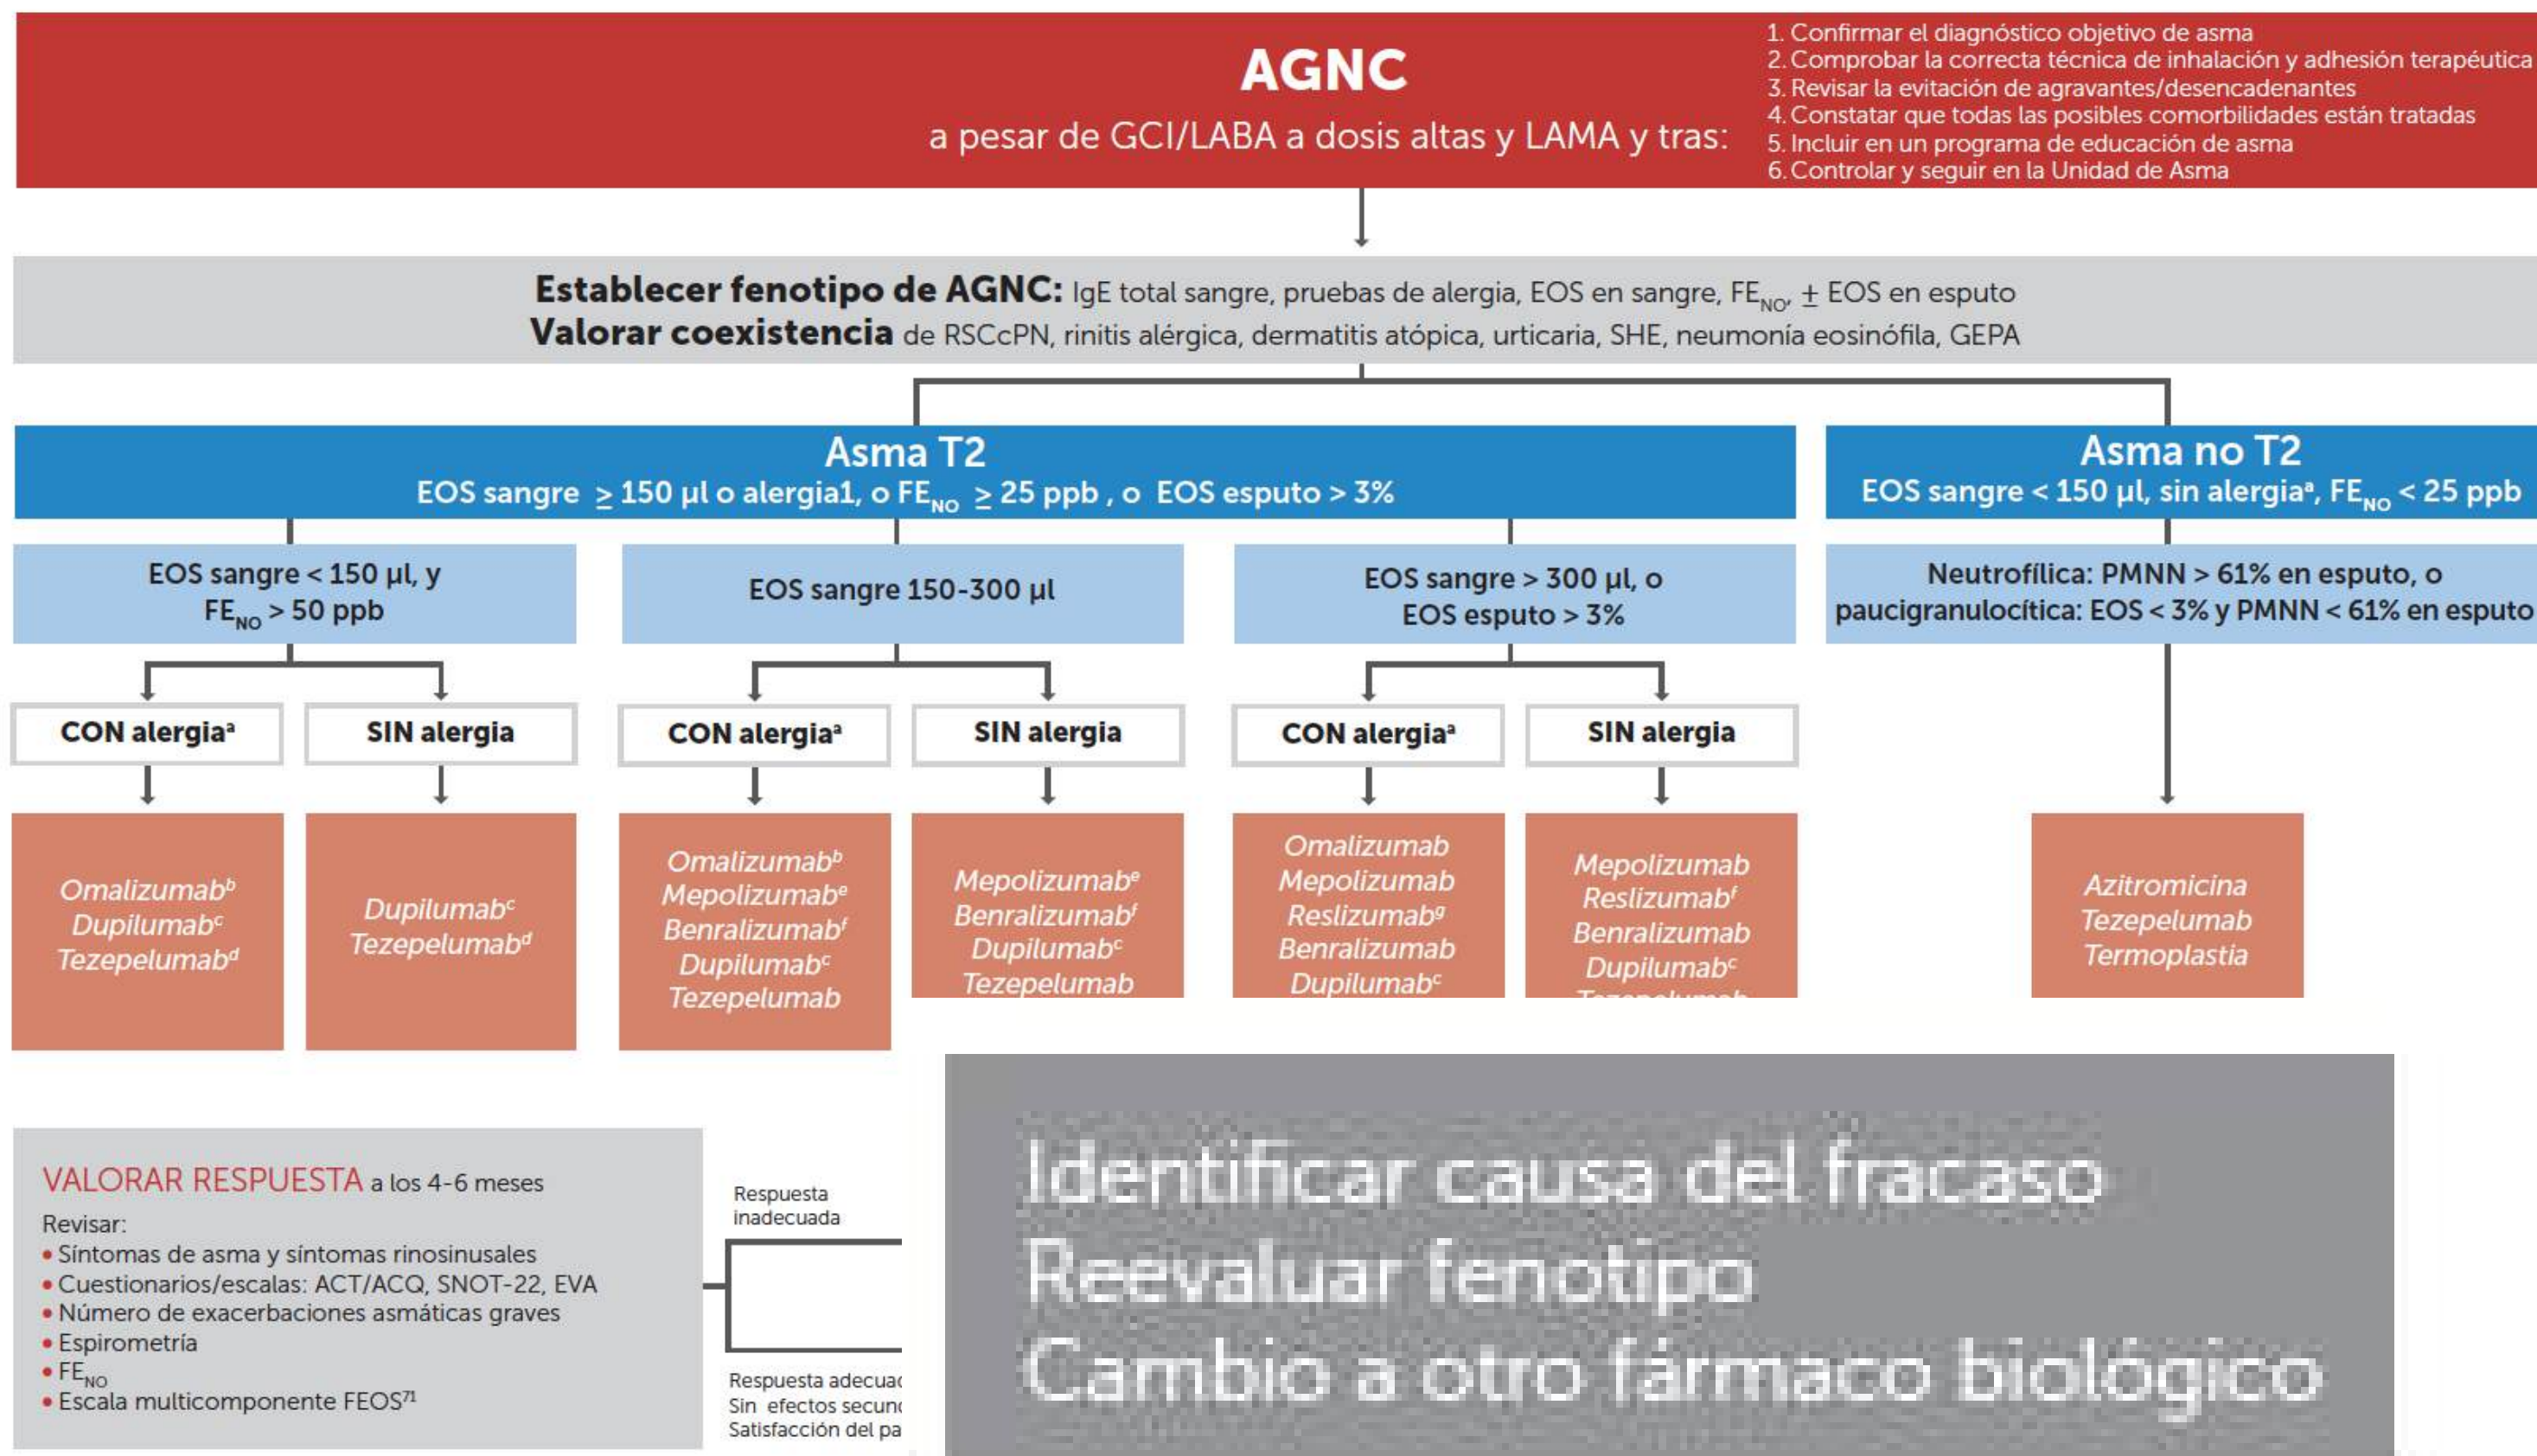 AGNC
a pesar de GCI/LABA a dosis altas y LAMA y tras:
1. Confirmar el diagnóstico objetivo de asma
2. Comprobar la correcta técnica de inhalación y adhesión terapéutica
3. Revisar la evitación de agravantes/desencadenantes
4. Constatar que todas las posibles comorbilidades están tratadas
5. Incluir en un programa de educación de asma
6. Controlar y seguir en la Unidad de Asma
Establecer fenotipo de AGNC: IgE total sangre, pruebas de alergia, EOS en sangre, FENO, ± EOS en esputo
Valorar coexistencia de RSCcPN, rinitis alérgica, dermatitis atópica, urticaria, SHE, neumonía eosinófila, GEPA
Asma T2
EOS sangre ≥ 150 µl o alergia1, o FENO ≥ 25 ppb , o EOS esputo > 3%
Asma no T2
EOS sangre < 150 µl, sin alergiaª, FENO < 25 ppb
EOS sangre < 150 µl, y
FENO > 50 ppb
EOS sangre 150-300 µl
EOS sangre > 300 µl, o
EOS esputo > 3%
Neutrofílica: PMNN > 61% en esputo, o
paucigranulocítica: EOS < 3% y PMNN < 61% en esputo
CON alergiaª
SIN alergia
CON alergiaª
SIN alergia
CON alergiaª
SIN alergia
Omalizumabᵇ
Dupilumabᶜ
Tezepelumabᵈ
Dupilumabᶜ
Tezepelumabᵈ
Omalizumabᵇ
Mepolizumabᵉ
Benralizumabᶠ
Dupilumabᶜ
Tezepelumab
Mepolizumabᵉ
Benralizumabᶠ
Dupilumabᶜ
Tezepelumab
Omalizumab
Mepolizumab
Reslizumabᵍ
Benralizumab
Dupilumabᶜ
Mepolizumab
Reslizumabᶠ
Benralizumab
Dupilumabᶜ
Azitromicina
Tezepelumab
Termoplastia
VALORAR RESPUESTA a los 4-6 meses
Revisar:
• Síntomas de asma y síntomas rinosinusales
• Cuestionarios/escalas: ACT/ACQ, SNOT-22, EVA
• Número de exacerbaciones asmáticas graves
• Espirometría
• FENO
• Escala multicomponente FEOS⁷¹
Respuesta
inadecuada
Respuesta
Sin efectos
Satisfacción del
Identificar causa del fracaso
Reevaluar fenotipo
Cambio a otro fármaco biológico